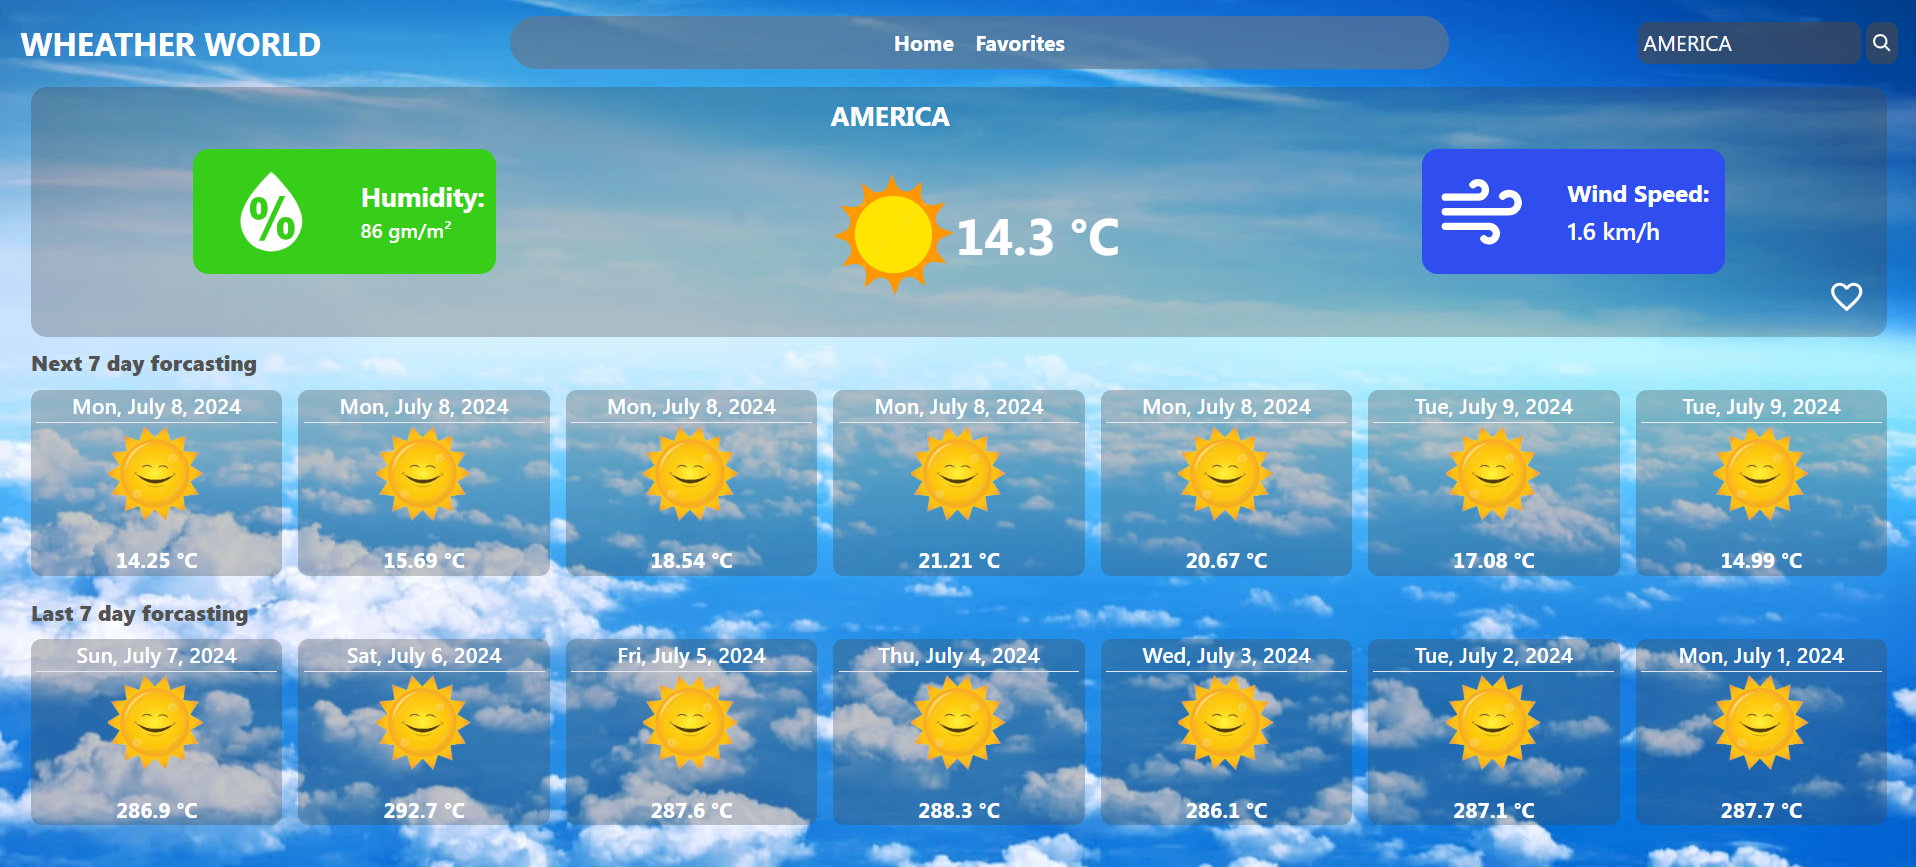 WHEATHER WORLD
Home Favorites
AMERICA
AMERICA
%
Humidity:
86 gm/m²
14.3 °C
Wind Speed:
1.6 km/h
Next 7 day forcasting
Mon, July 8, 2024 Mon, July 8, 2024 Mon, July 8, 2024 Mon, July 8, 2024 Mon, July 8, 2024 Tue, July 9, 2024 Tue, July 9, 2024
14.25 °C 15.69 °C 18.54 °C 21.21 °C 20.67 °C 17.08 °C 14.99 °C
Last 7 day forcasting
Sun, July 7, 2024 Sat, July 6, 2024 Fri, July 5, 2024 Thu, July 4, 2024 Wed, July 3, 2024 Tue, July 2, 2024 Mon, July 1, 2024
286.9 °C 292.7 °C 287.6 °C 288.3 °C 286.1 °C 287.1 °C 287.7 °C